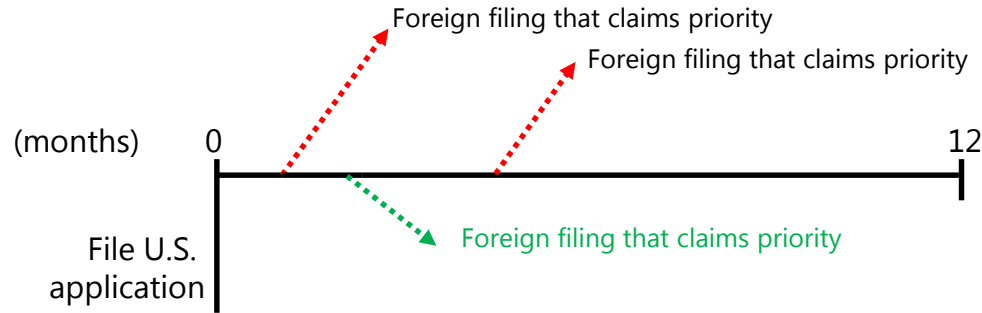 Foreign filing that claims priority
Foreign filing that claims priority
(months)
0
12
Foreign filing that claims priority
File U.S.
application